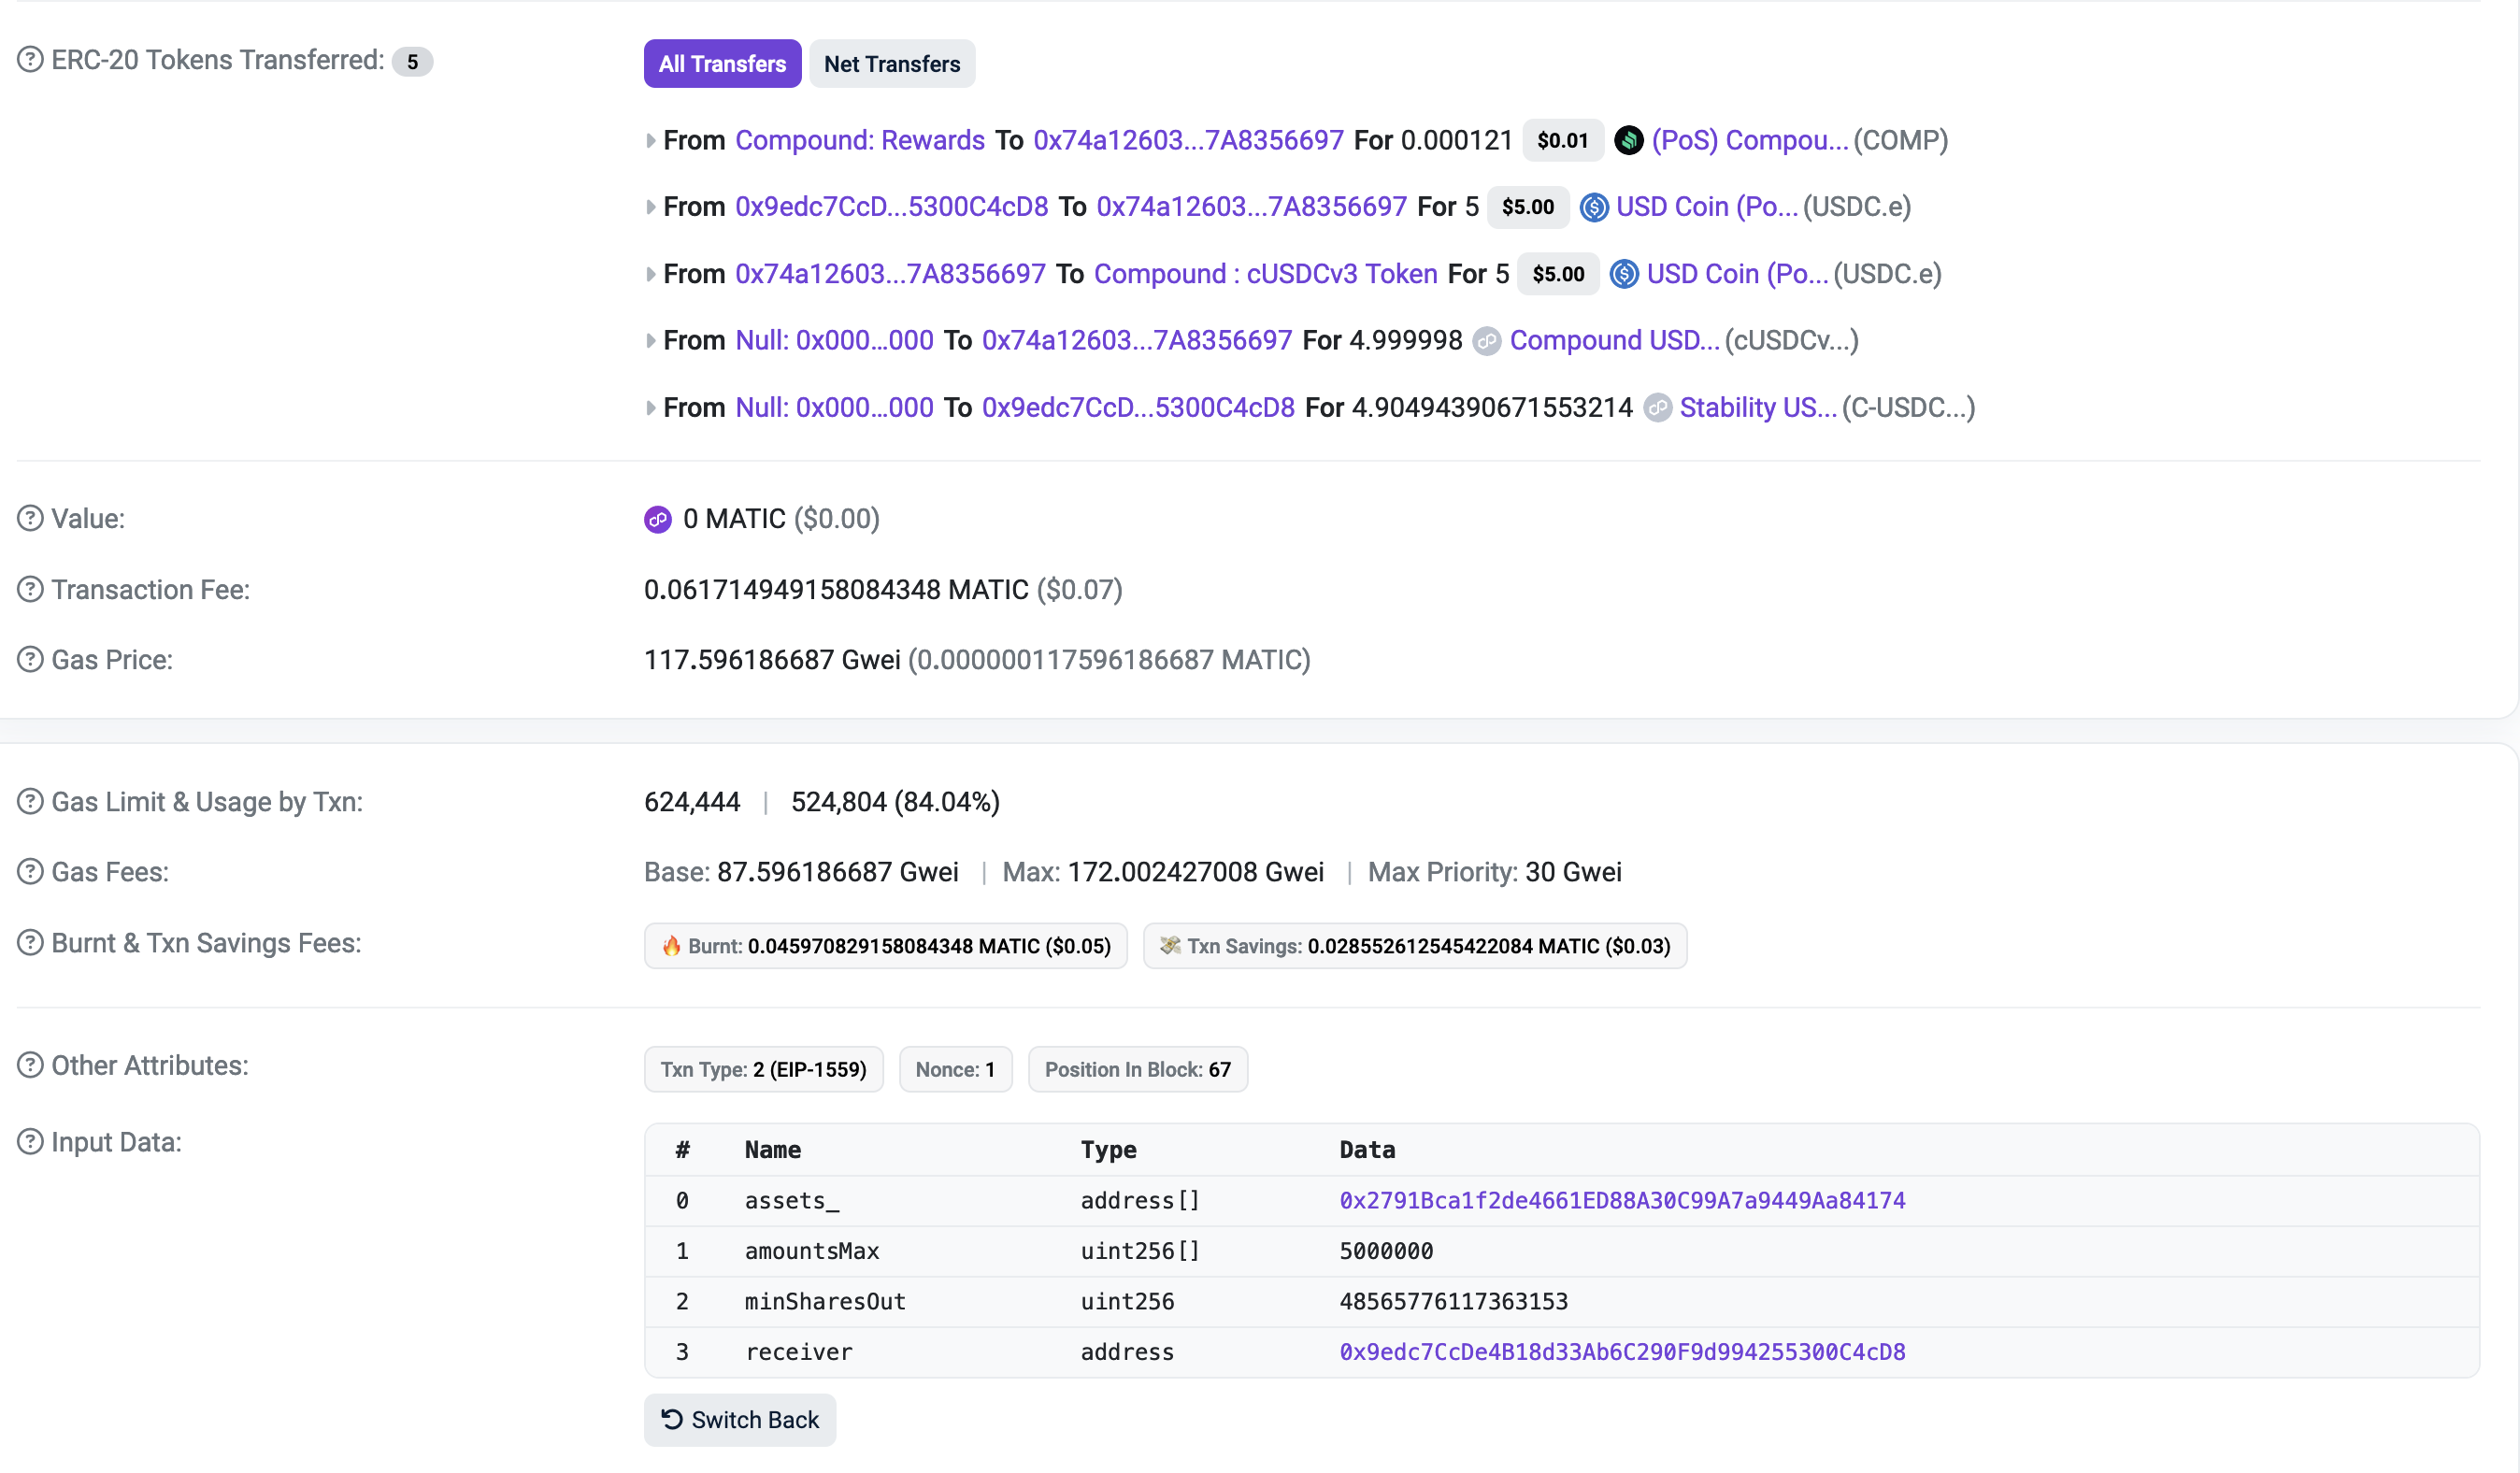 ERC-20 Tokens Transferred: 5
All Transfers Net Transfers
From Compound: Rewards To 0x74a12603...7A8356697 For 0.000121 $0.01 (PoS) Compou... (COMP)
From 0x9edc7CcD...5300C4cD8 To 0x74a12603...7A8356697 For 5 $5.00 USD Coin (Po... (USDC.e)
From 0x74a12603...7A8356697 To Compound : cUSDCv3 Token For 5 $5.00 USD Coin (Po... (USDC.e)
From Null: 0x000...000 To 0x74a12603...7A8356697 For 4.999998 Compound USD... (cUSDCv...)
From Null: 0x000...000 To 0x9edc7CcD...5300C4cD8 For 4.90494390671553214 Stability US... (C-USDC...)
Value: 0 MATIC ($0.00)
Transaction Fee: 0.061714949158084348 MATIC ($0.07)
Gas Price: 117.596186687 Gwei (0.000000117596186687 MATIC)
Gas Limit & Usage by Txn: 624,444 | 524,804 (84.04%)
Gas Fees: Base: 87.596186687 Gwei | Max: 172.002427008 Gwei | Max Priority: 30 Gwei
Burnt & Txn Savings Fees: 🔥 Burnt: 0.045970829158084348 MATIC ($0.05) 💸 Txn Savings: 0.028552612545422084 MATIC ($0.03)
Other Attributes: Txn Type: 2 (EIP-1559) Nonce: 1 Position In Block: 67
Input Data:
# Name Type Data
0 assets_ address[] 0x2791Bca1f2de4661ED88A30C99A7a9449Aa84174
1 amountsMax uint256[] 5000000
2 minSharesOut uint256 48565776117363153
3 receiver address 0x9edc7CcDe4B18d33Ab6C290F9d994255300C4cD8
Switch Back